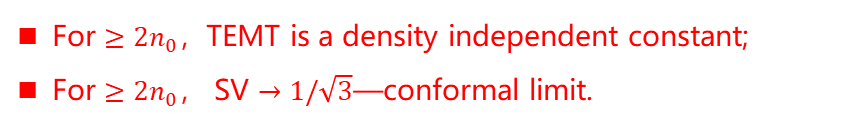 ■ For ≥ 2n₀, TEMT is a density independent constant;
■ For ≥ 2n₀, SV → 1/√3—conformal limit.